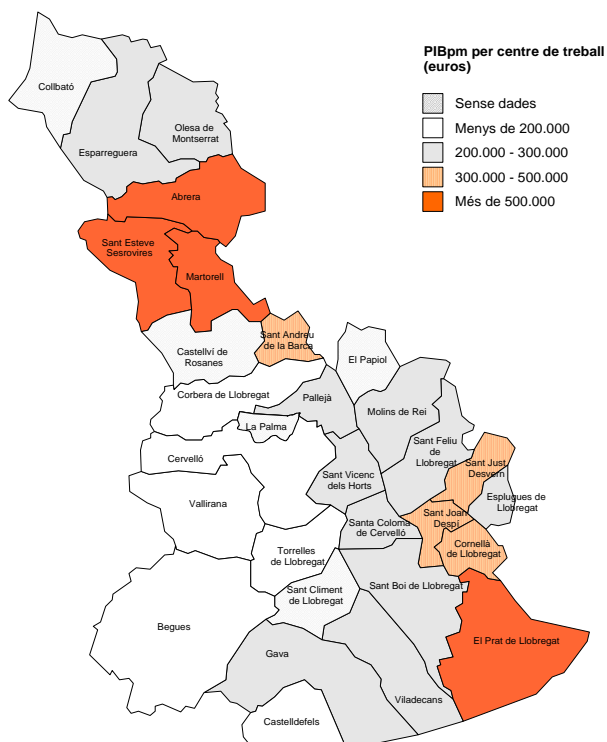 PIBpm per centre de treball
(euros)
Sense dades
Menys de 200.000
200.000 - 300.000
300.000 - 500.000
Més de 500.000
Collbató
Olesa de
Montserrat
Esparreguera
Abrera
Sant Esteve
Sesrovires
Martorell
Sant Andreu
de la Barca
Castellví de
Rosanes
El Papiol
Corbera de Llobregat
Pallejà
Molins de Rei
La Palma
Sant Feliu
de
Llobregat
Cervelló
Sant Just
Desvern
Sant Vicenc
dels Horts
Vallirana
Esplugues de
Llobregat
Sant Joan
Despí
Santa Coloma
de Cervelló
Cornellà
de Llobregat
Torrelles
de Llobregat
Sant Boi de Llobregat
Sant Climent
de Llobregat
Begues
El Prat de Llobregat
Gava
Viladecans
Castelldefels